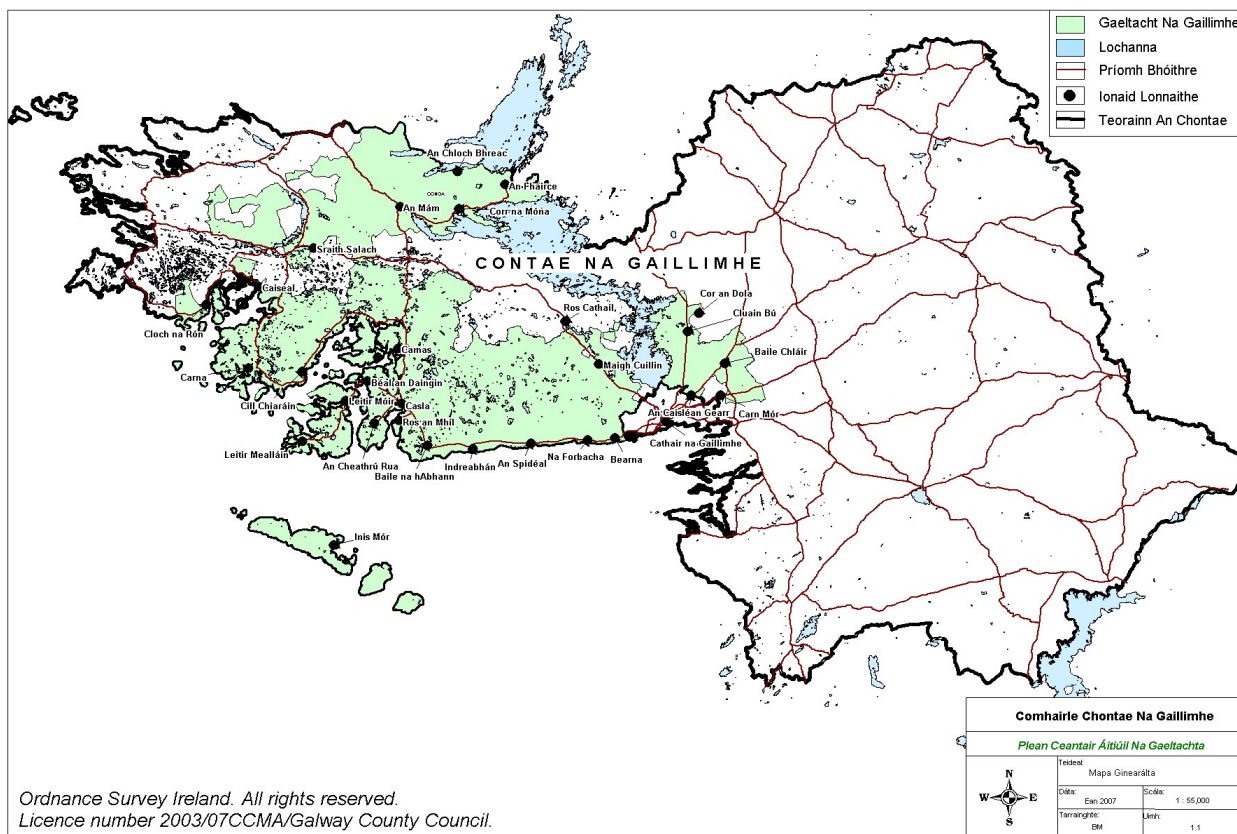 Gaeltacht Na Gaillimhe
Lochanna
Príomh Bhóithre
Ionaid Lonnaithe
Teorainn An Chontae
An Chloch Bhreac
An Fhairce
An Mám
Corr na Móna
Sraith Salach
CONTAE NA GAILLIMHE
Caiseal
Cor an Dola
Ros Cathail,
Cluain Bú
Cloch na Rón
Camas
Baile Chláir
Maigh Cuillin
Carna
Béal an Daingin
Cill Chiaráin
Leitir Móir
Casla
An Caisleán Gearr
Carn Mór
Ros an Mhíl
Cathair na Gaillimhe
Leitir Mealláin
Bearna
Na Forbacha
An Spidéal
An Cheathrú Rua
Indreabhán
Baile na hAbhann
Inis Mór
Comhairle Chontae Na Gaillimhe
Plean Ceantair Áitiúil Na Gaeltachta
N
W E
S
Teideal:
Mapa Ginearálta
Dáta:
Ean 2007
Scála:
1 : 55,000
Tarrainghte:
BM
Uimh:
1.1
Ordnance Survey Ireland. All rights reserved.
Licence number 2003/07CCMA/Galway County Council.